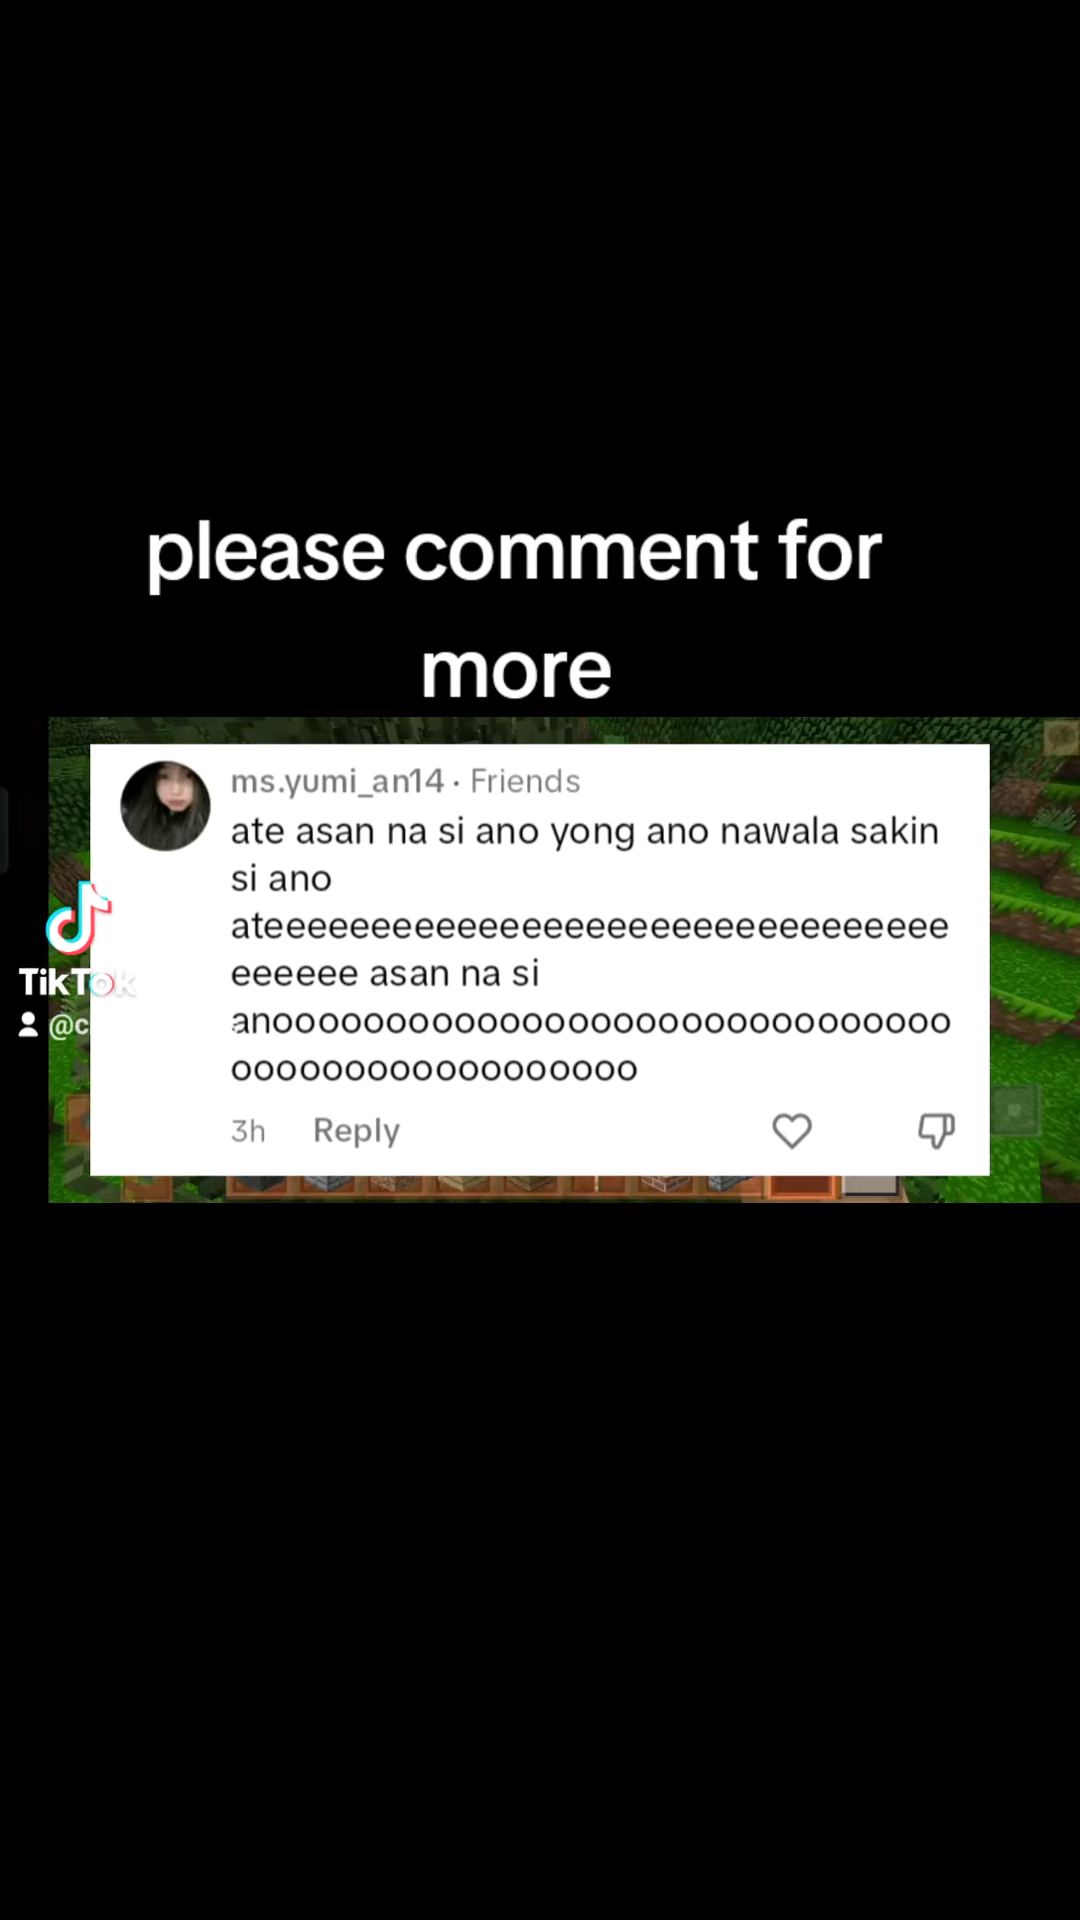 please comment for
more
ms.yumi_an14 · Friends
ate asan na si ano yong ano nawala sakin
si ano
ateeeeeeeeeeeeeeeeeeeeeeeeeeeeeeee
eeeeee asan na si
anoooooooooooooooooooooooooooooo
oooooooooooooooooo
3h Reply
TikTok
@c